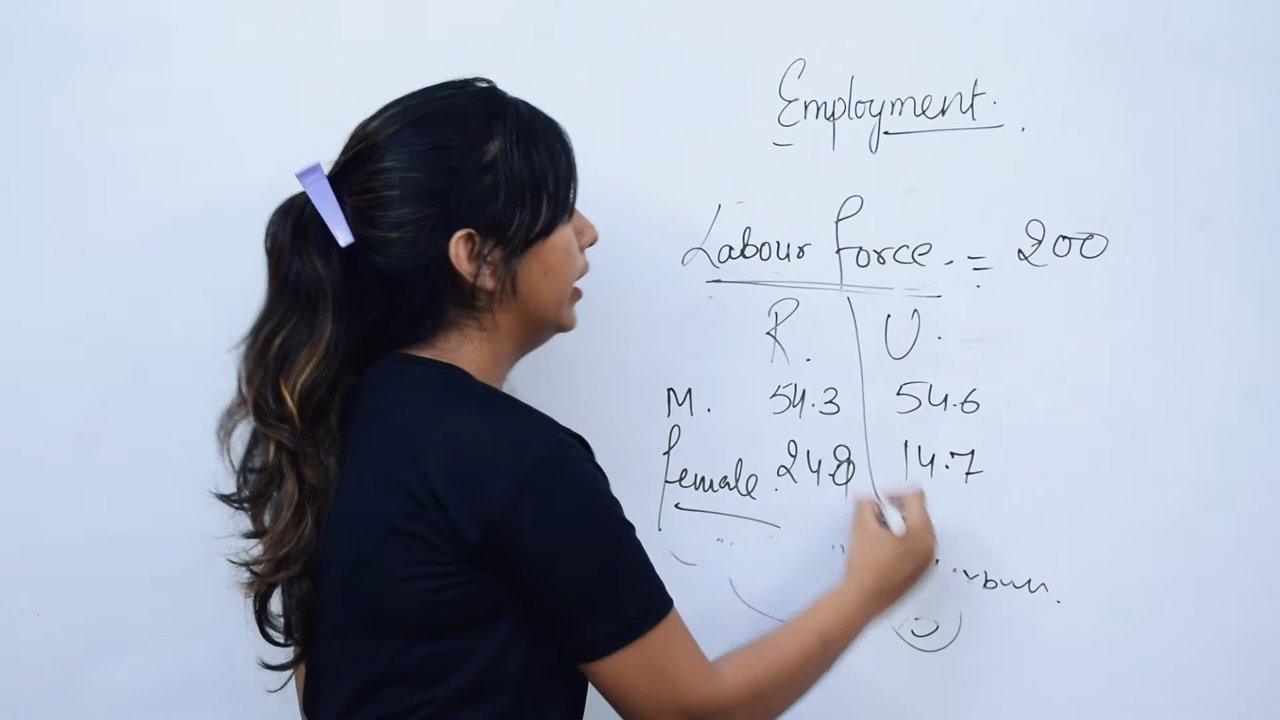 Employment.
Labour force. = 200
R. U.
M. 54.3 54.6
female. 24.8 14.7